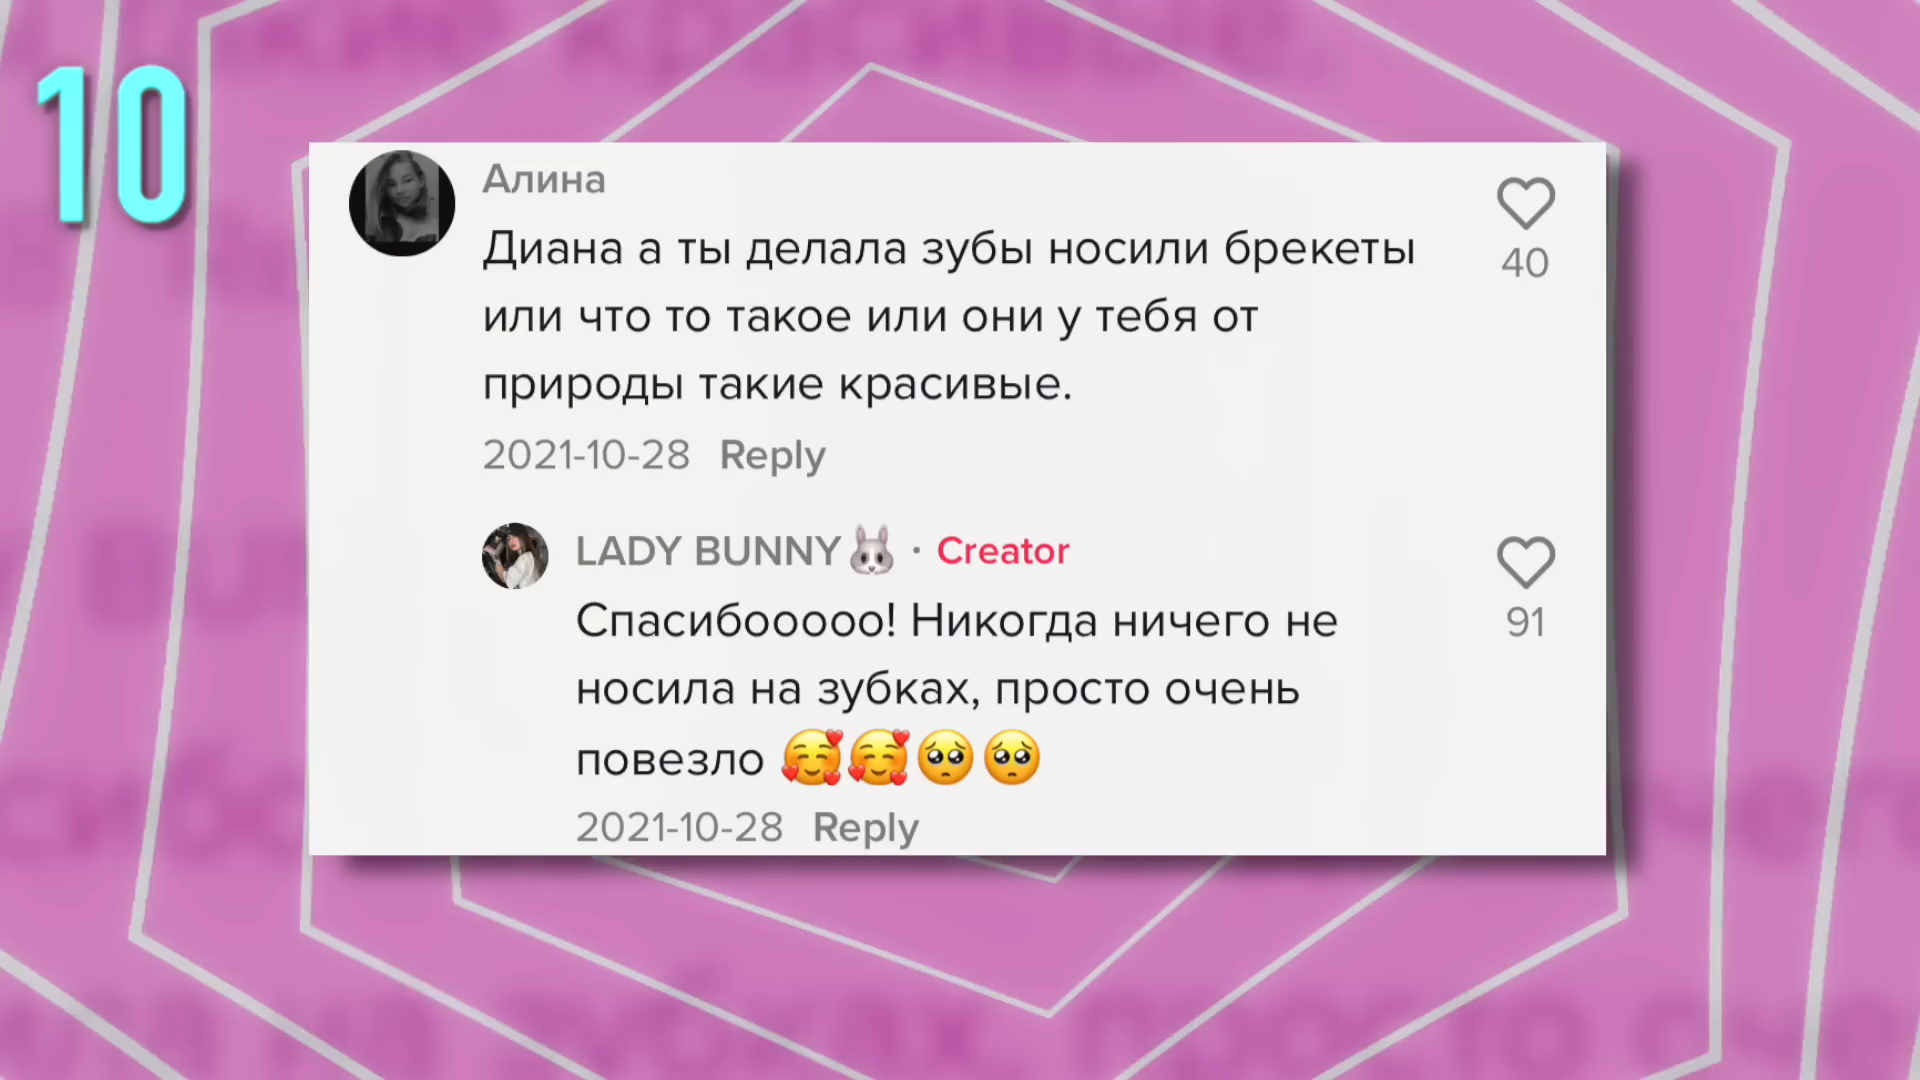 10
Алина
Диана а ты делала зубы носили брекеты
40
или что то такое или они у тебя от
природы такие красивые.
2021-10-28 Reply
LADY BUNNY🐰 · Creator
Спасибооооо! Никогда ничего не
91
носила на зубках, просто очень
повезло 🥰🥰🥺🥺
2021-10-28 Reply